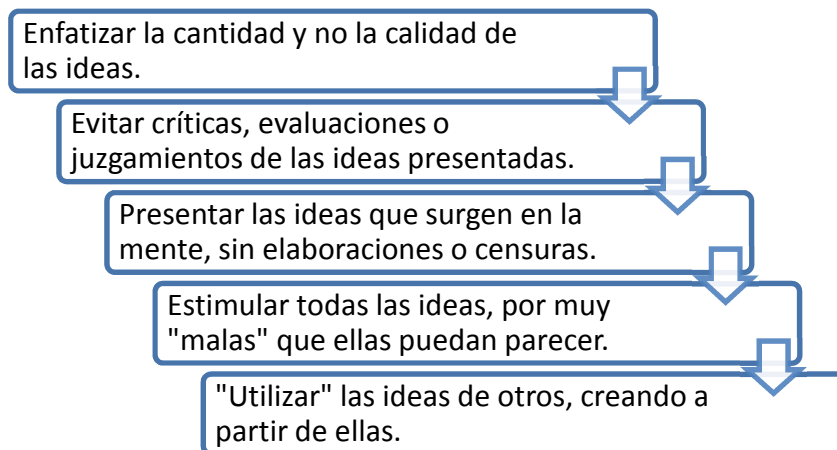 Enfatizar la cantidad y no la calidad de
las ideas.
Evitar críticas, evaluaciones o
juzgamientos de las ideas presentadas.
Presentar las ideas que surgen en la
mente, sin elaboraciones o censuras.
Estimular todas las ideas, por muy
"malas" que ellas puedan parecer.
"Utilizar" las ideas de otros, creando a
partir de ellas.